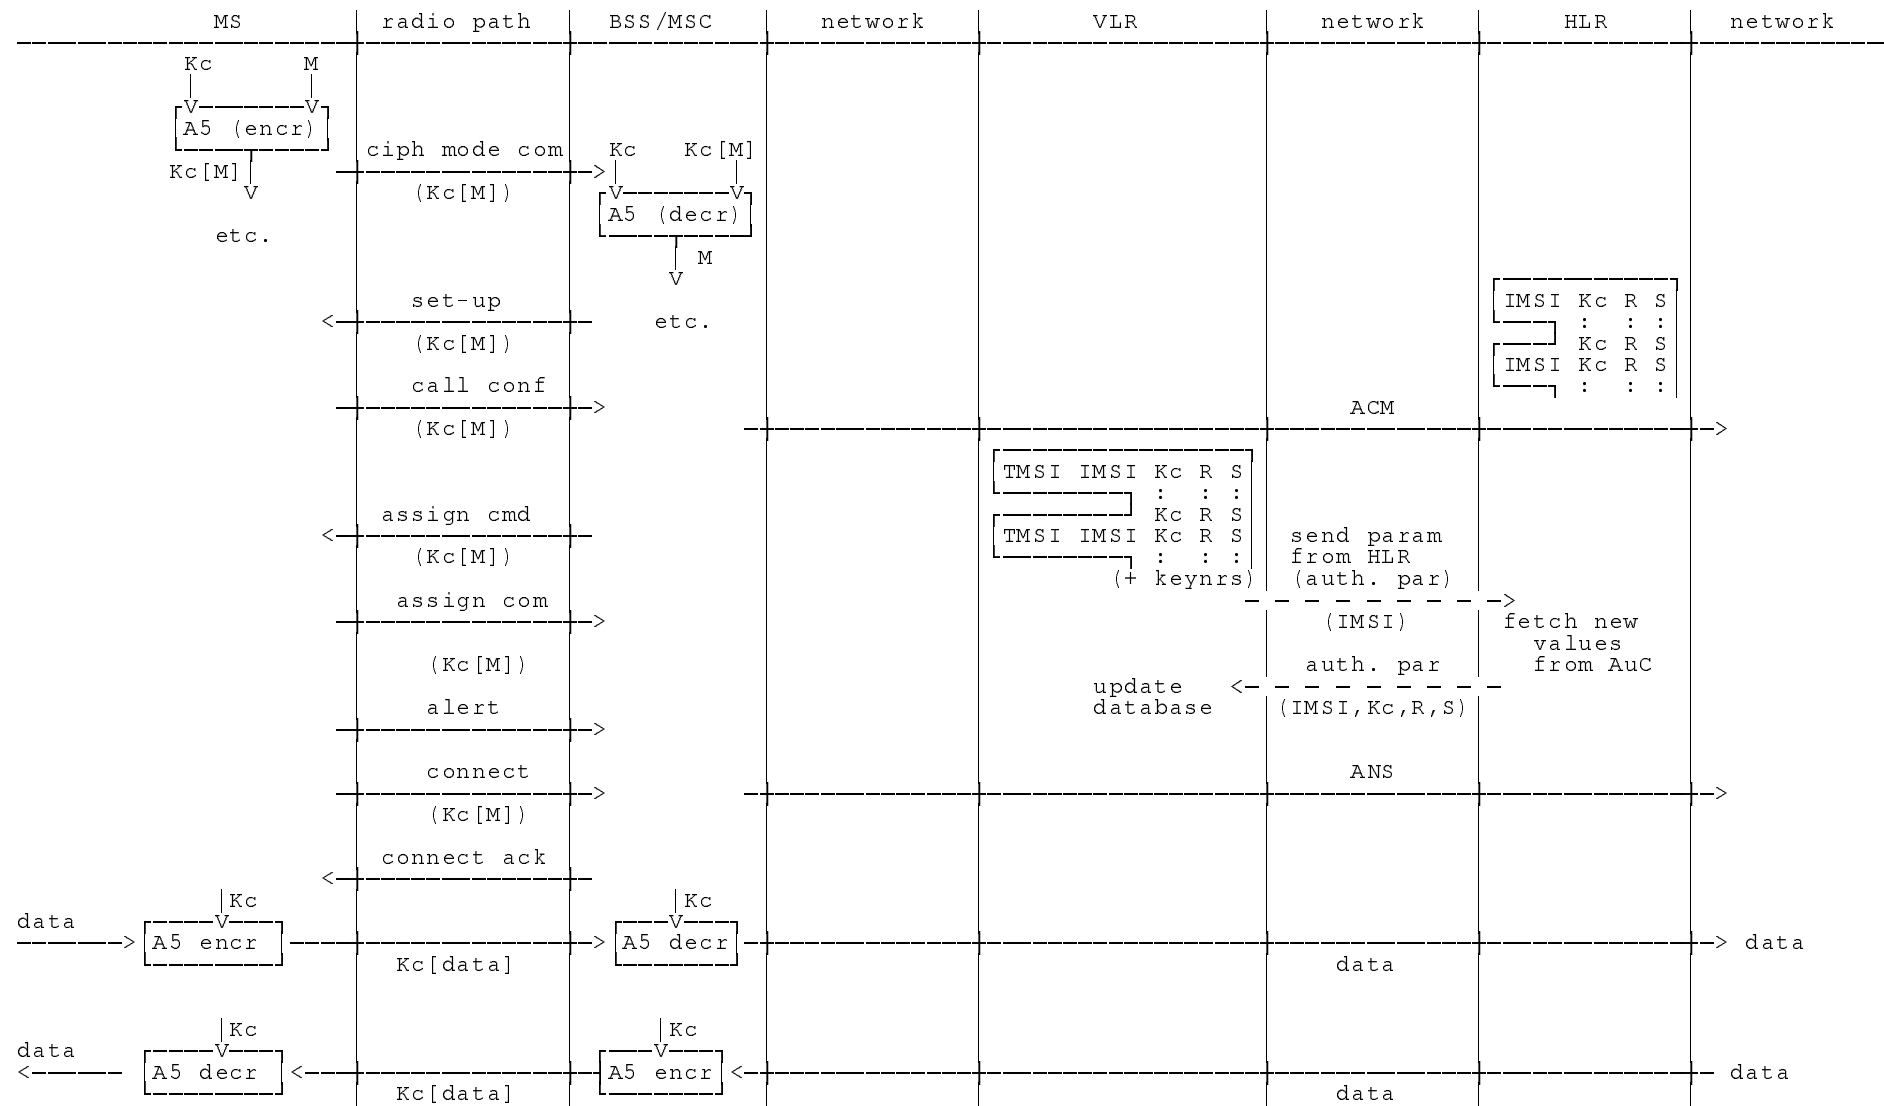 MS radio path BSS/MSC network VLR network HLR network
Kc M
A5 (encr)
ciph mode com Kc Kc[M]
Kc[M]
V (Kc[M])
A5 (decr)
etc.
M
V
set-up IMSI Kc R S
etc. : : :
(Kc[M]) Kc R S
IMSI Kc R S
call conf : : :
ACM
(Kc[M])
TMSI IMSI Kc R S
: : :
assign cmd Kc R S
TMSI IMSI Kc R S send param
(Kc[M]) : : : from HLR
(+ keynrs) (auth. par)
assign com
(IMSI) fetch new
values
(Kc[M]) auth. par from AuC
update
alert database (IMSI,Kc,R,S)
connect ANS
(Kc[M])
connect ack
Kc Kc
data
A5 encr A5 decr data
Kc[data] data
Kc Kc
data
A5 decr A5 encr data
Kc[data] data